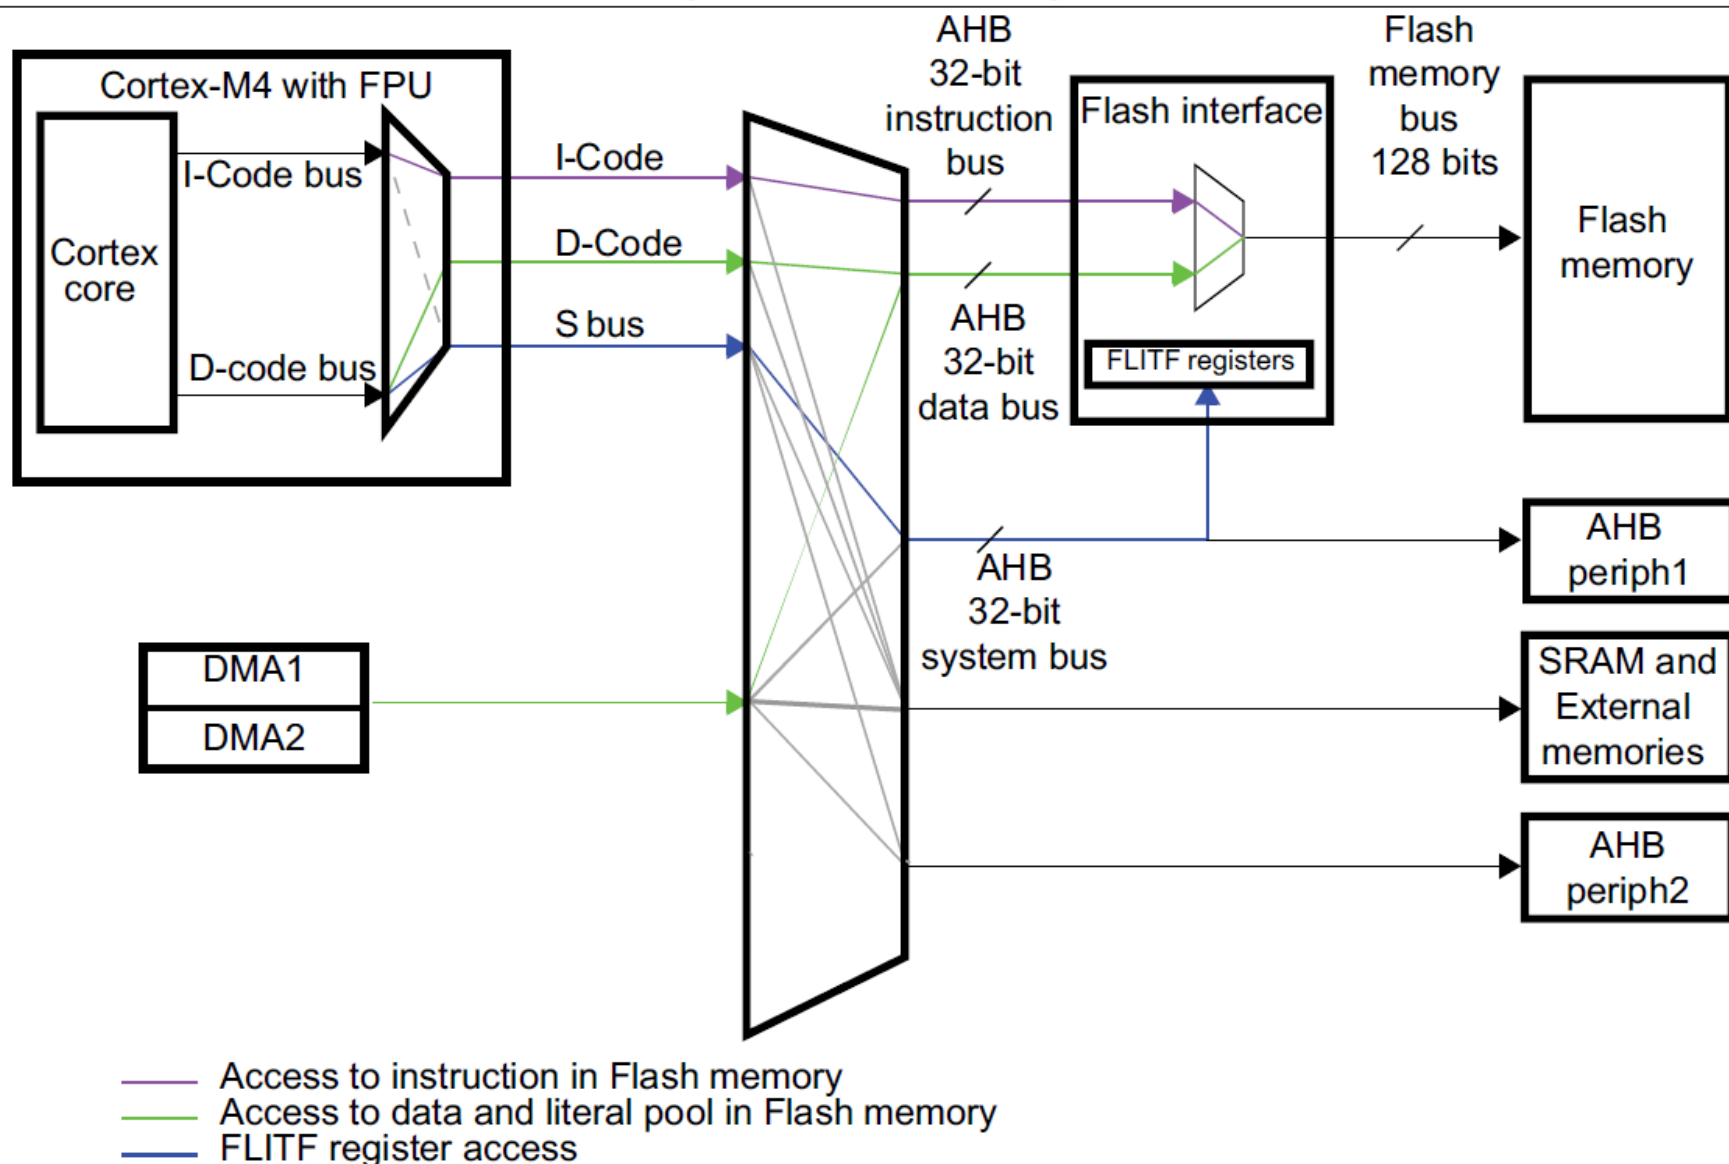 Cortex-M4 with FPU
Cortex
core
I-Code bus
D-code bus
I-Code
D-Code
S bus
AHB
32-bit
instruction
bus
AHB
32-bit
data bus
AHB
32-bit
system bus
Flash interface
FLITF registers
Flash
memory
bus
128 bits
Flash
memory
AHB
periph1
SRAM and
External
memories
AHB
periph2
DMA1
DMA2
Access to instruction in Flash memory
Access to data and literal pool in Flash memory
FLITF register access